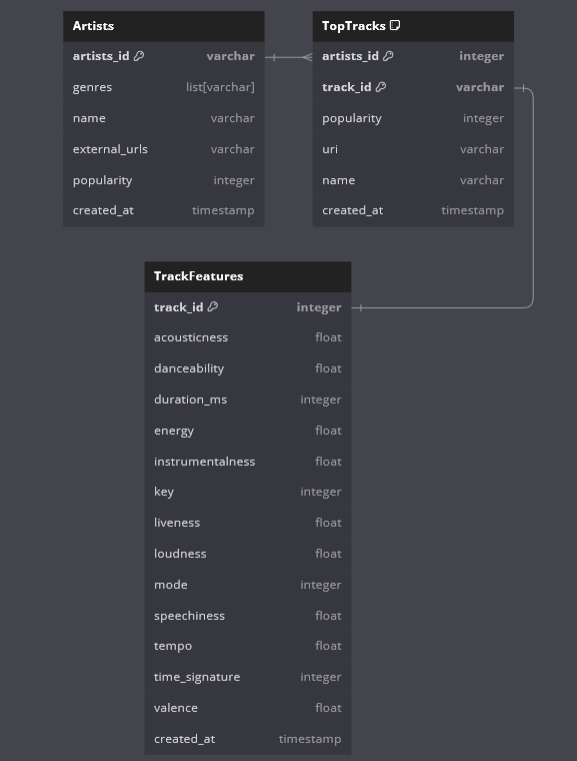 Artists
artists_id varchar
genres list[varchar]
name varchar
external_urls varchar
popularity integer
created_at timestamp
TopTracks
artists_id integer
track_id varchar
popularity integer
uri varchar
name varchar
created_at timestamp
TrackFeatures
track_id integer
acousticness float
danceability float
duration_ms integer
energy float
instrumentalness float
key integer
liveness float
loudness float
mode integer
speechiness float
tempo float
time_signature integer
valence float
created_at timestamp